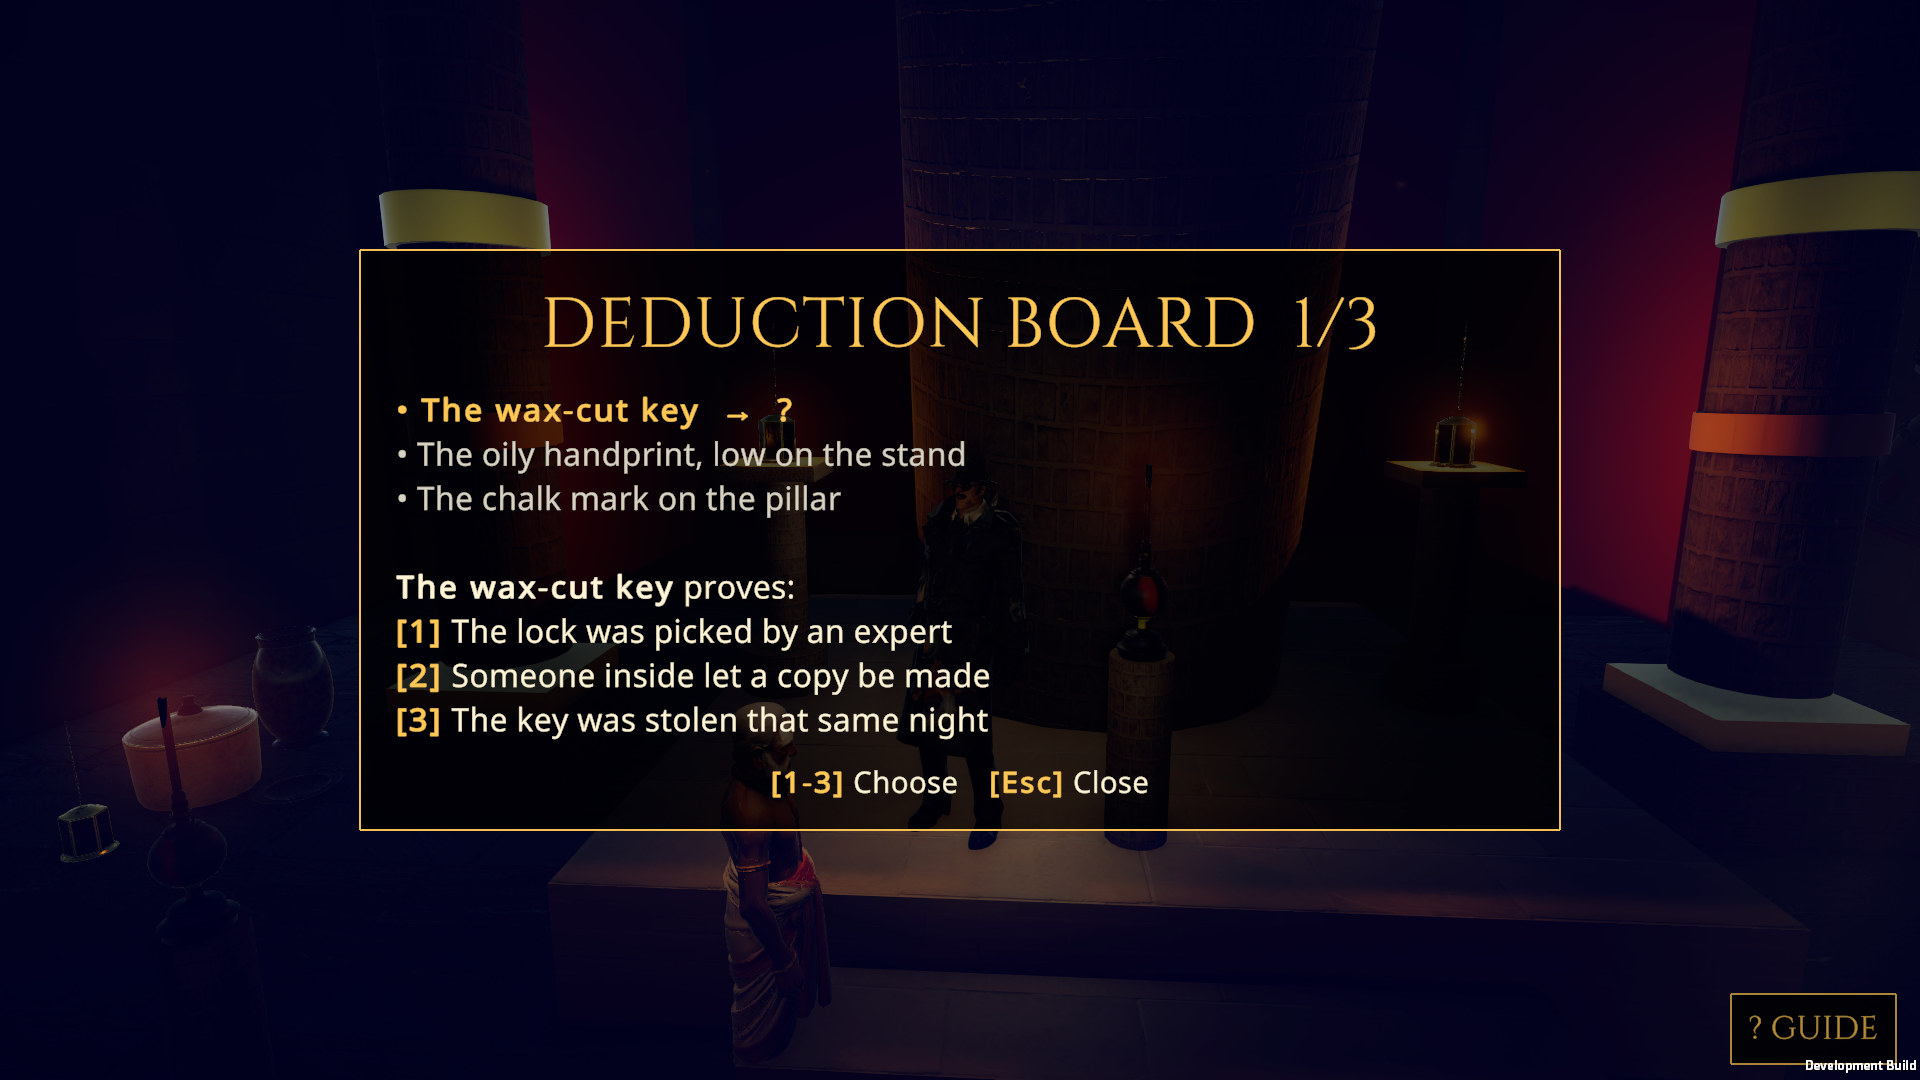 DEDUCTION BOARD 1/3
• The wax-cut key → ?
• The oily handprint, low on the stand
• The chalk mark on the pillar
The wax-cut key proves:
[1] The lock was picked by an expert
[2] Someone inside let a copy be made
[3] The key was stolen that same night
[1-3] Choose [Esc] Close
? GUIDE
Development Build